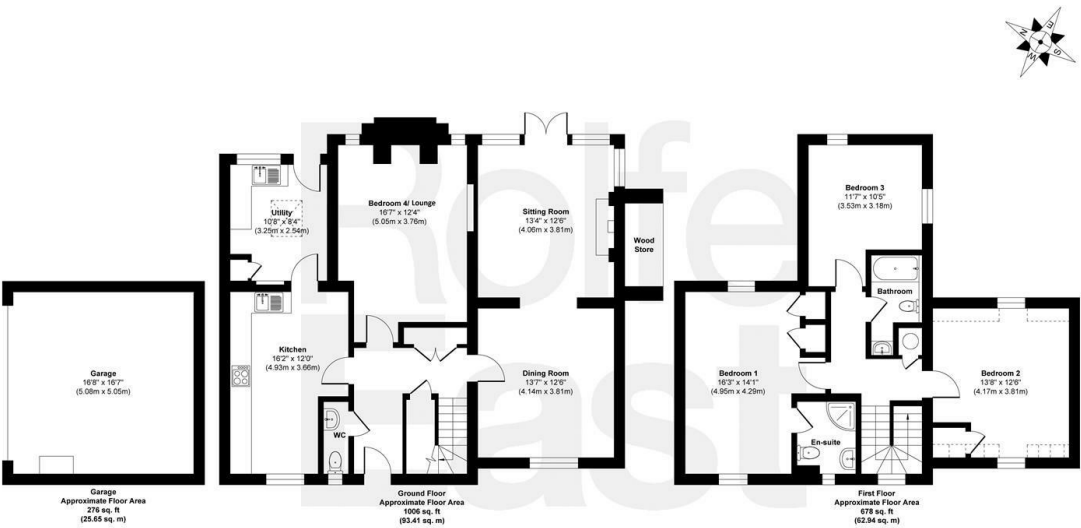 N
E
S
W
Rolfe
East
Utility
10'8" x 8'4"
(3.25m x 2.54m)
Bedroom 4/ Lounge
16'7" x 12'4"
(5.05m x 3.76m)
Sitting Room
13'4" x 12'6"
(4.06m x 3.81m)
Wood
Store
Bedroom 3
11'7" x 10'5"
(3.53m x 3.18m)
Bathroom
Garage
16'8" x 16'7"
(5.08m x 5.05m)
Kitchen
16'2" x 12'0"
(4.93m x 3.66m)
WC
Dining Room
13'7" x 12'6"
(4.14m x 3.81m)
Bedroom 1
16'3" x 14'1"
(4.95m x 4.29m)
En-suite
Bedroom 2
13'8" x 12'6"
(4.17m x 3.81m)
Garage
Approximate Floor Area
276 sq. ft
(25.65 sq. m)
Ground Floor
Approximate Floor Area
1006 sq. ft
(93.41 sq. m)
First Floor
Approximate Floor Area
678 sq. ft
(62.94 sq. m)